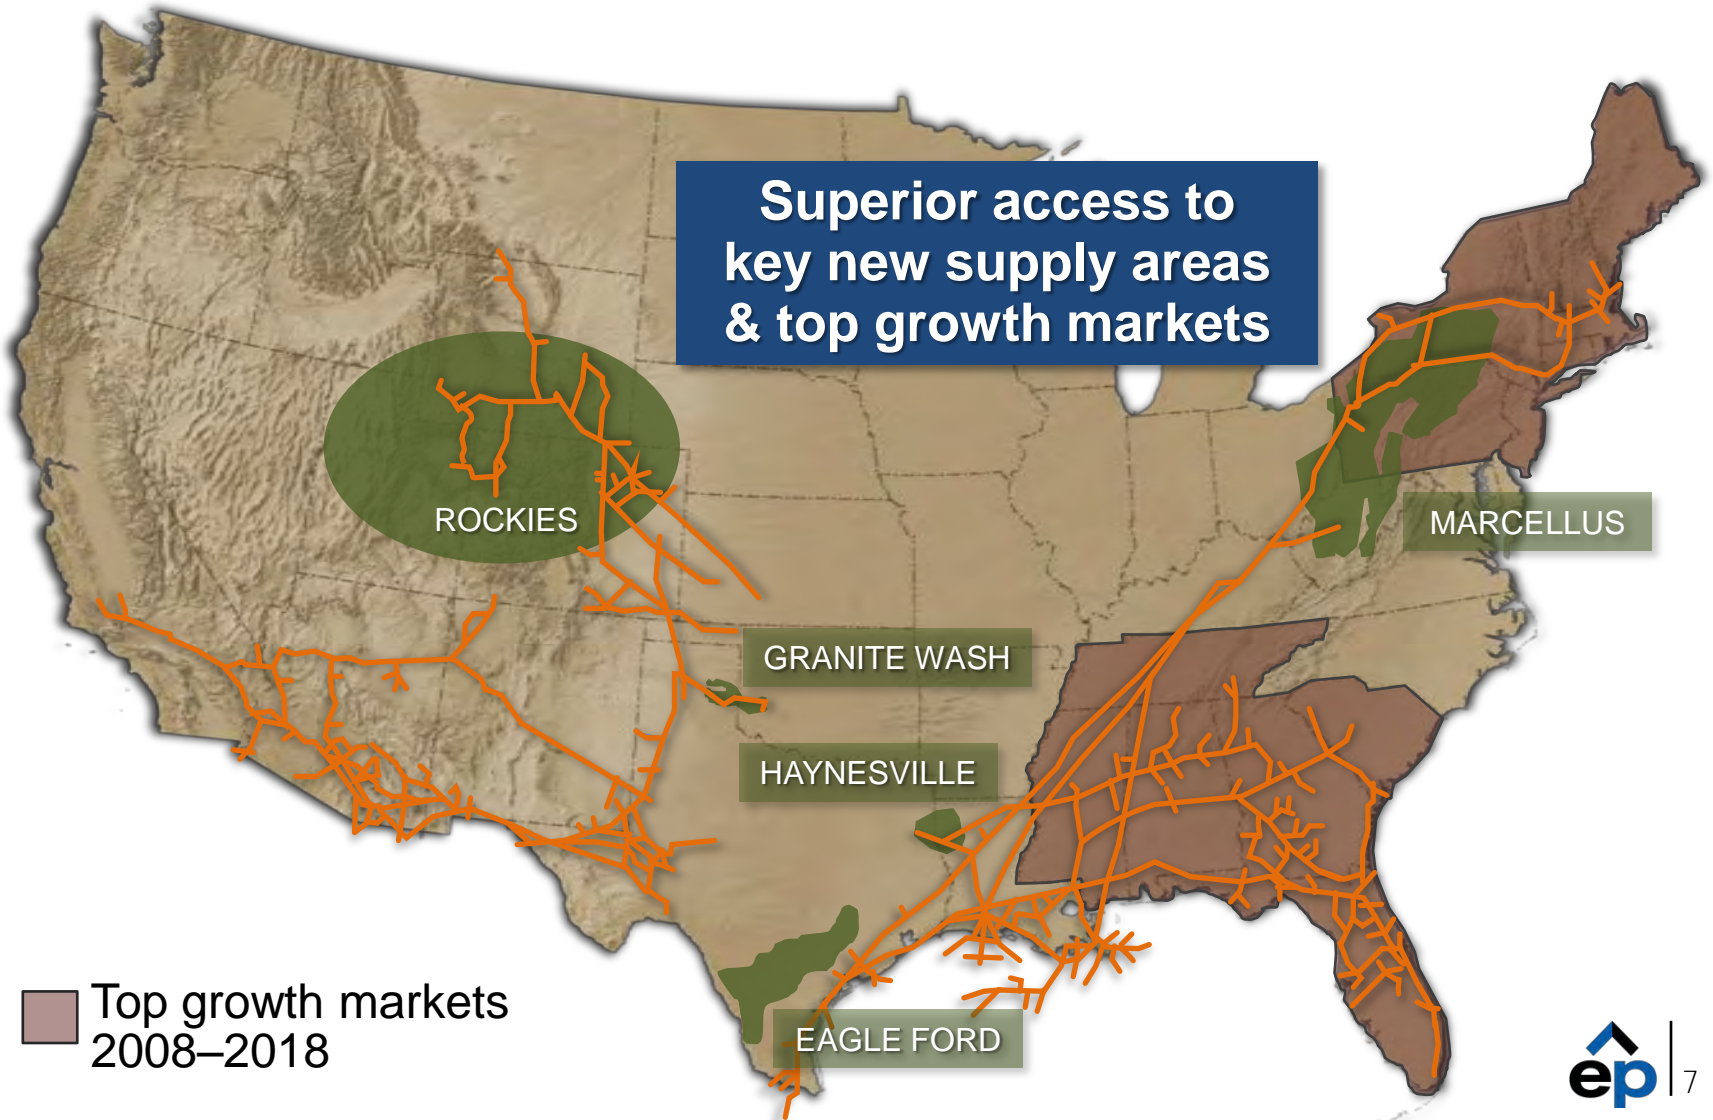 Superior access to
key new supply areas
& top growth markets
ROCKIES
MARCELLUS
GRANITE WASH
HAYNESVILLE
EAGLE FORD
Top growth markets
2008–2018
ep
7